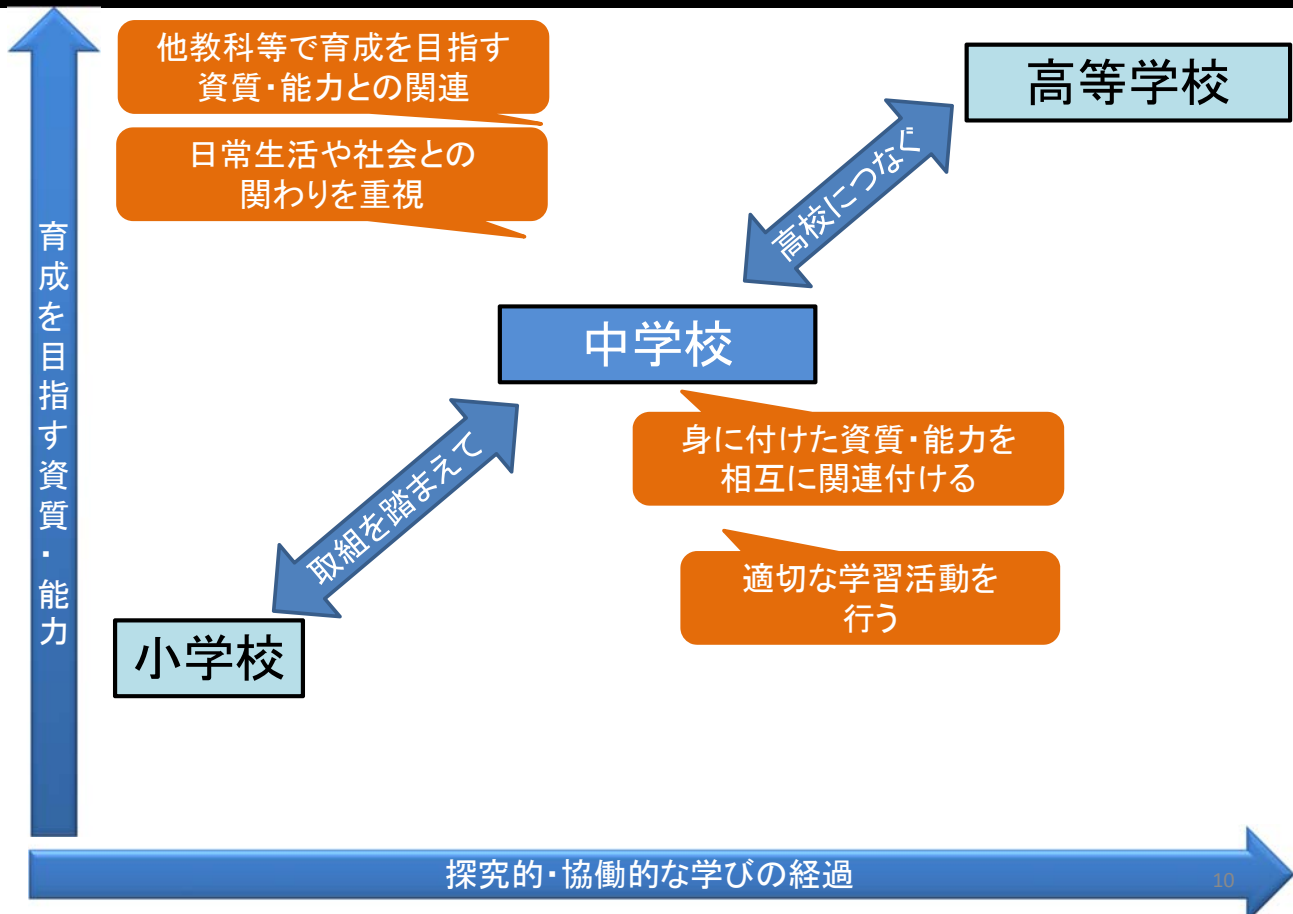 他教科等で育成を目指す
資質・能力との関連
日常生活や社会との
関わりを重視
高等学校
高校につなぐ
育成を目指す資質・能力
中学校
取組を踏まえて
身に付けた資質・能力を
相互に関連付ける
適切な学習活動を
行う
小学校
探究的・協働的な学びの経過
10